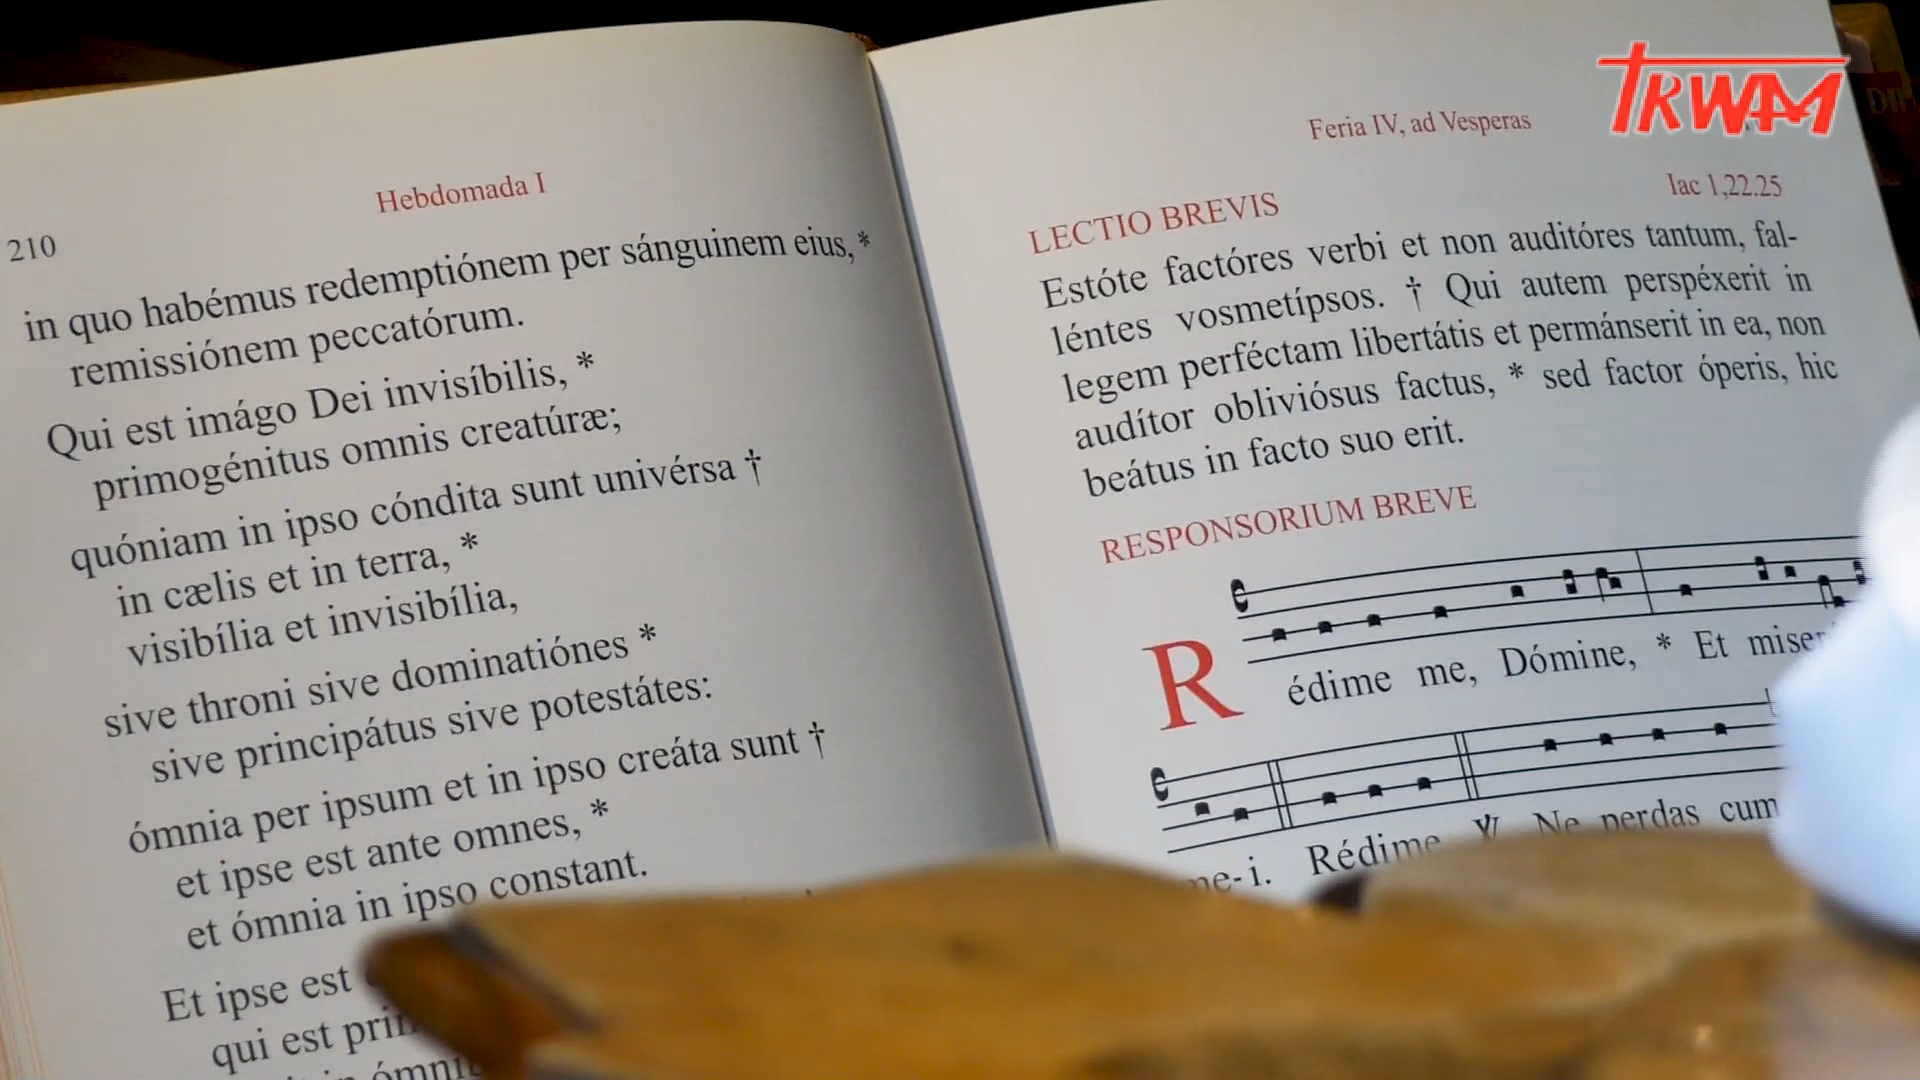 210
Hebdomada I
in quo habémus redemptiónem per sánguinem eius, *
remissiónem peccatórum.
Qui est imágo Dei invisíbilis, *
primogénitus omnis creatúræ;
quóniam in ipso cóndita sunt univérsa †
in cælis et in terra, *
visibília et invisibília,
sive throni sive dominatiónes *
sive principátus sive potestátes:
ómnia per ipsum et in ipso creáta sunt †
et ipse est ante omnes, *
et ómnia in ipso constant.
Et ipse est
qui est
Feria IV, ad Vesperas
TRWAM
LECTIO BREVIS
Iac 1,22.25
Estóte factóres verbi et non auditóres tantum, fal-
léntes vosmetípsos. † Qui autem perspéxerit in
legem perféctam libertátis et permánserit in ea, non
audítor obliviósus factus, * sed factor óperis, hic
beátus in facto suo erit.
RESPONSORIUM BREVE
Rédime me, Dómine, * Et
me-i. Rédime ℣ Ne perdas cum